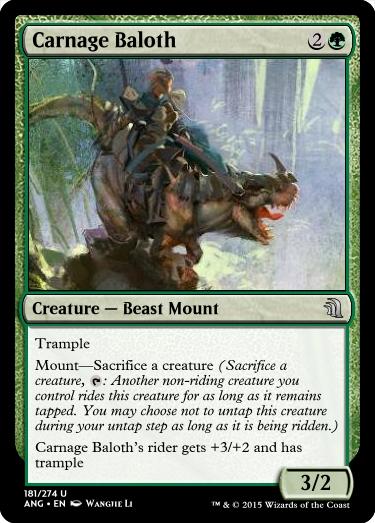 Carnage Baloth 2
Creature — Beast Mount
Trample
Mount—Sacrifice a creature (Sacrifice a
creature, : Another non-riding creature you
control rides this creature for as long as it remains
tapped. You may choose not to untap this creature
during your untap step as long as it is being ridden.)
Carnage Baloth's rider gets +3/+2 and has
trample
3/2
181/274 U
ANG • EN Wangjie Li
™ & © 2015 Wizards of the Coast